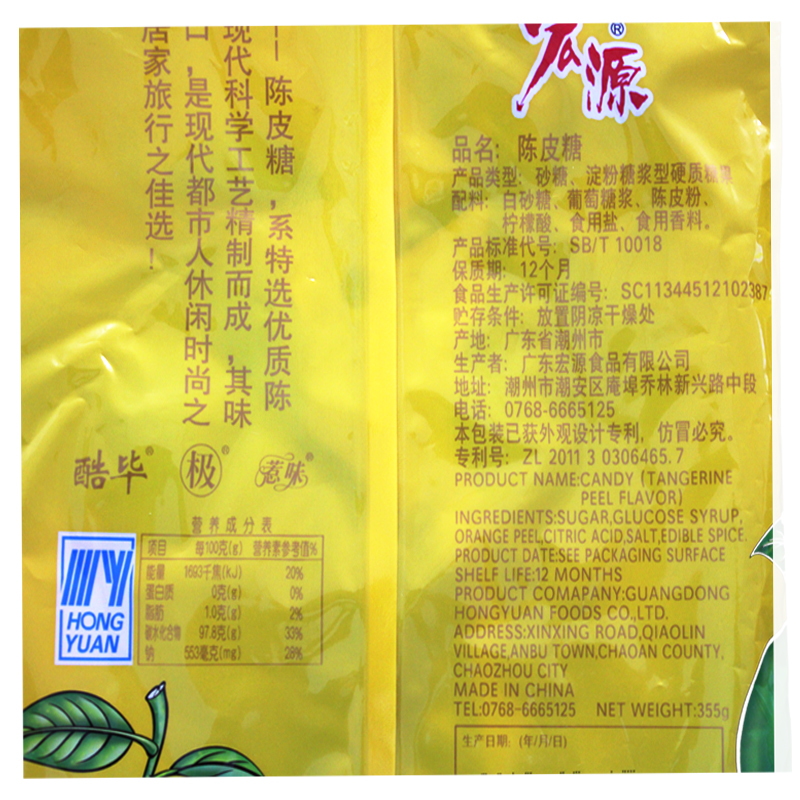 —陈皮糖，系特选优质陈
现代科学工艺精制而成，其味
口，是现代都市人休闲时尚之
居家旅行之佳选！
酷毕® 极® 惹味®
营养成分表
项目 每100克(g) 营养素参考值%
能量 1693千焦(kJ) 20%
蛋白质 0克(g) 0%
脂肪 1.0克(g) 2%
碳水化合物 97.8克(g) 33%
钠 553毫克(mg) 28%
HONG
YUAN
宏源®
品名: 陈皮糖
产品类型: 砂糖、淀粉糖浆型硬质糖果
配料: 白砂糖、葡萄糖浆、陈皮粉、
柠檬酸、食用盐、食用香料。
产品标准代号: SB/T 10018
保质期: 12个月
食品生产许可证编号: SC11344512102387
贮存条件: 放置阴凉干燥处
产地: 广东省潮州市
生产者: 广东宏源食品有限公司
地址: 潮州市潮安区庵埠乔林新兴路中段
电话: 0768-6665125
本包装已获外观设计专利，仿冒必究。
专利号: ZL 2011 3 0306465.7
PRODUCT NAME:CANDY (TANGERINE
PEEL FLAVOR)
INGREDIENTS:SUGAR,GLUCOSE SYRUP,
ORANGE PEEL,CITRIC ACID,SALT,EDIBLE SPICE.
PRODUCT DATE:SEE PACKAGING SURFACE
SHELF LIFE:12 MONTHS
PRODUCT COMAPANY:GUANGDONG
HONGYUAN FOODS CO.,LTD.
ADDRESS:XINXING ROAD,QIAOLIN
VILLAGE,ANBU TOWN,CHAOAN COUNTY,
CHAOZHOU CITY
MADE IN CHINA
TEL:0768-6665125 NET WEIGHT:355g
生产日期: (年/月/日)